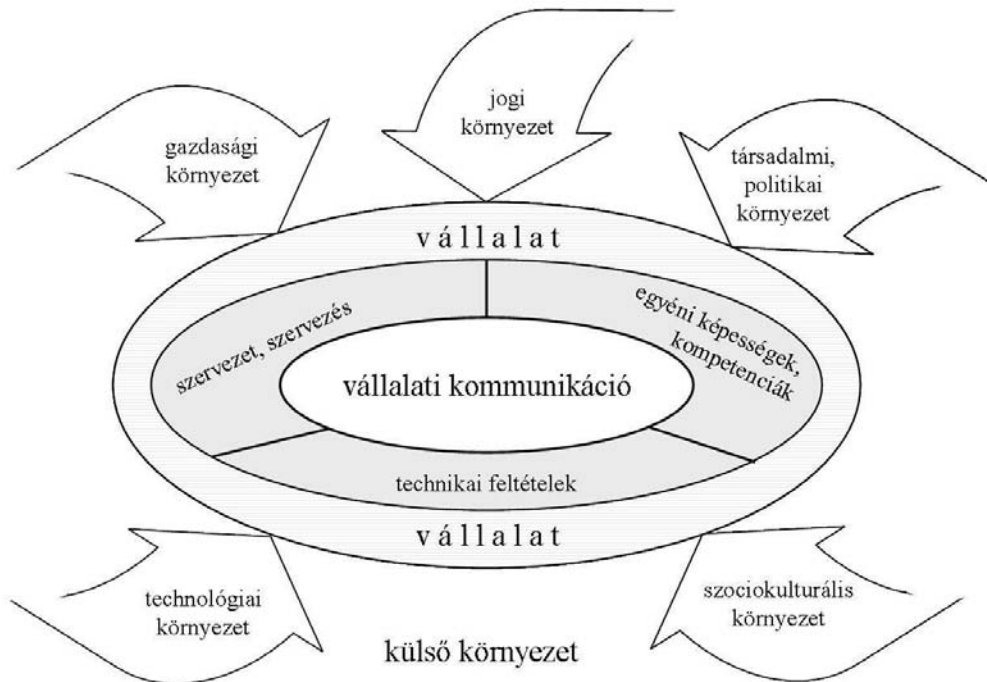 jogi
környezet
gazdasági
környezet
társadalmi,
politikai
környezet
vállalat
szervezet, szervezés
egyéni képességek,
kompetenciák
vállalati kommunikáció
technikai feltételek
vállalat
technológiai
környezet
szociokulturális
környezet
külső környezet